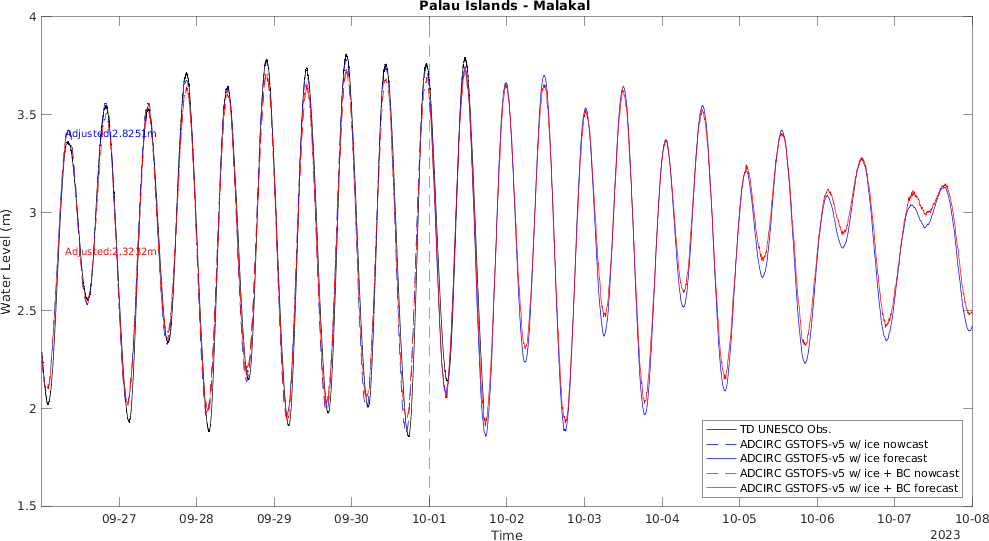 Palau Islands - Malakal
4
3.5
3
2.5
2
1.5
Water Level (m)
Adjusted:2.8251m
Adjusted:2.3232m
TD UNESCO Obs.
ADCIRC GSTOFS-v5 w/ ice nowcast
ADCIRC GSTOFS-v5 w/ ice forecast
ADCIRC GSTOFS-v5 w/ ice + BC nowcast
ADCIRC GSTOFS-v5 w/ ice + BC forecast
09-27 09-28 09-29 09-30 10-01 10-02 10-03 10-04 10-05 10-06 10-07 10-08
Time
2023